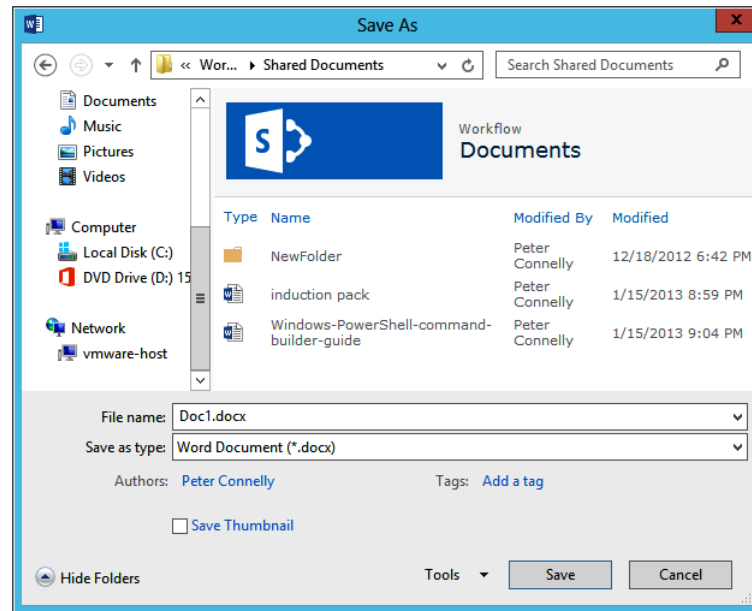 Save As
x
« Wor... Shared Documents
Search Shared Documents
Documents
Music
Pictures
Videos
Computer
Local Disk (C:)
DVD Drive (D:) 15
Network
vmware-host
S
Workflow
Documents
Type Name Modified By Modified
NewFolder Peter Connelly 12/18/2012 6:42 PM
induction pack Peter Connelly 1/15/2013 8:59 PM
Windows-PowerShell-command-
builder-guide Peter Connelly 1/15/2013 9:04 PM
File name: Doc1.docx
Save as type: Word Document (*.docx)
Authors: Peter Connelly Tags: Add a tag
Save Thumbnail
Hide Folders Tools Save Cancel